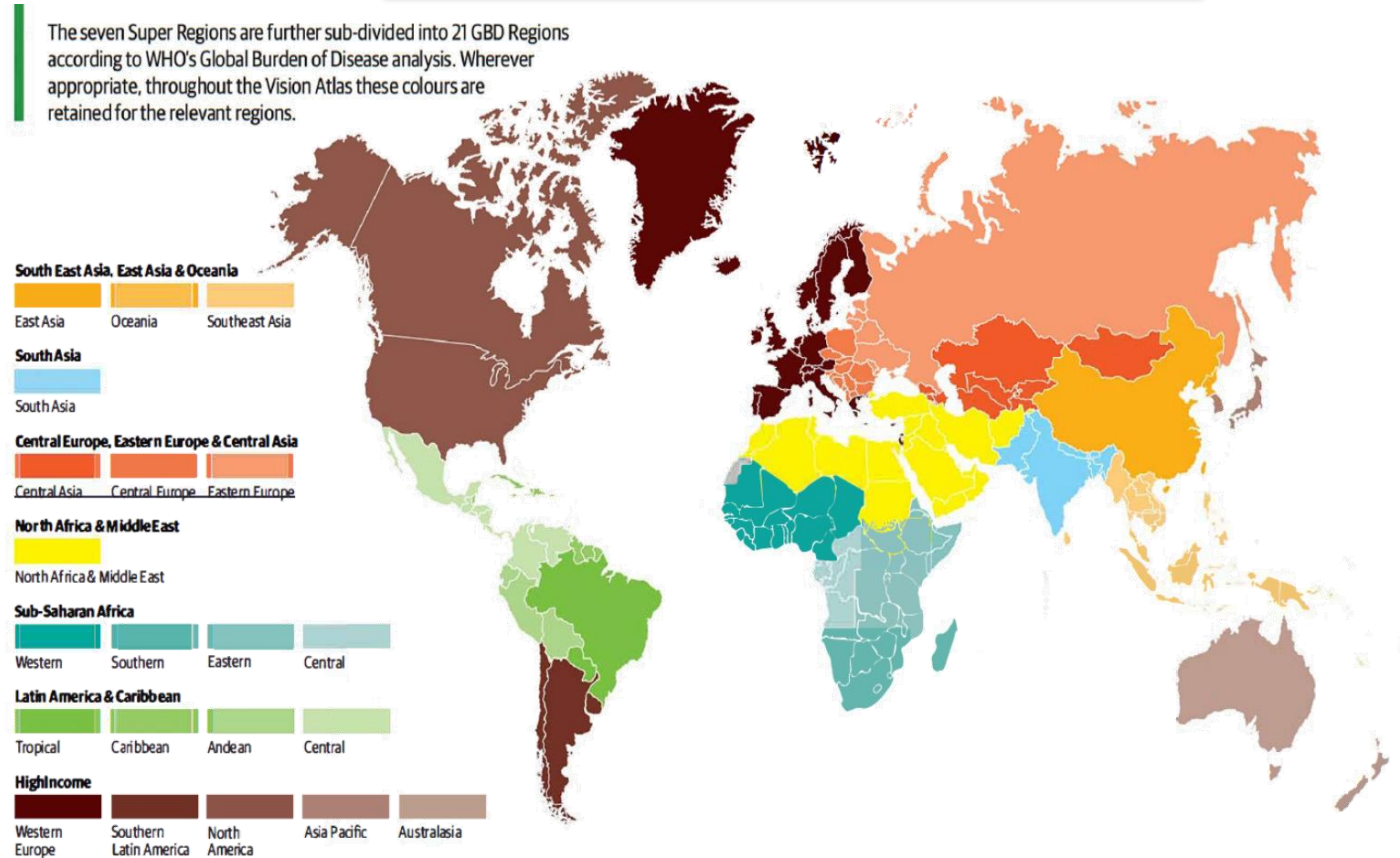 The seven Super Regions are further sub-divided into 21 GBD Regions
according to WHO's Global Burden of Disease analysis. Wherever
appropriate, throughout the Vision Atlas these colours are
retained for the relevant regions.
South East Asia, East Asia & Oceania
East Asia Oceania Southeast Asia
South Asia
South Asia
Central Europe, Eastern Europe & Central Asia
Central Asia Central Europe Eastern Europe
North Africa & Middle East
North Africa & Middle East
Sub-Saharan Africa
Western Southern Eastern Central
Latin America & Caribbean
Tropical Caribbean Andean Central
HighIncome
Western Southern North Asia Pacific Australasia
Europe Latin America America